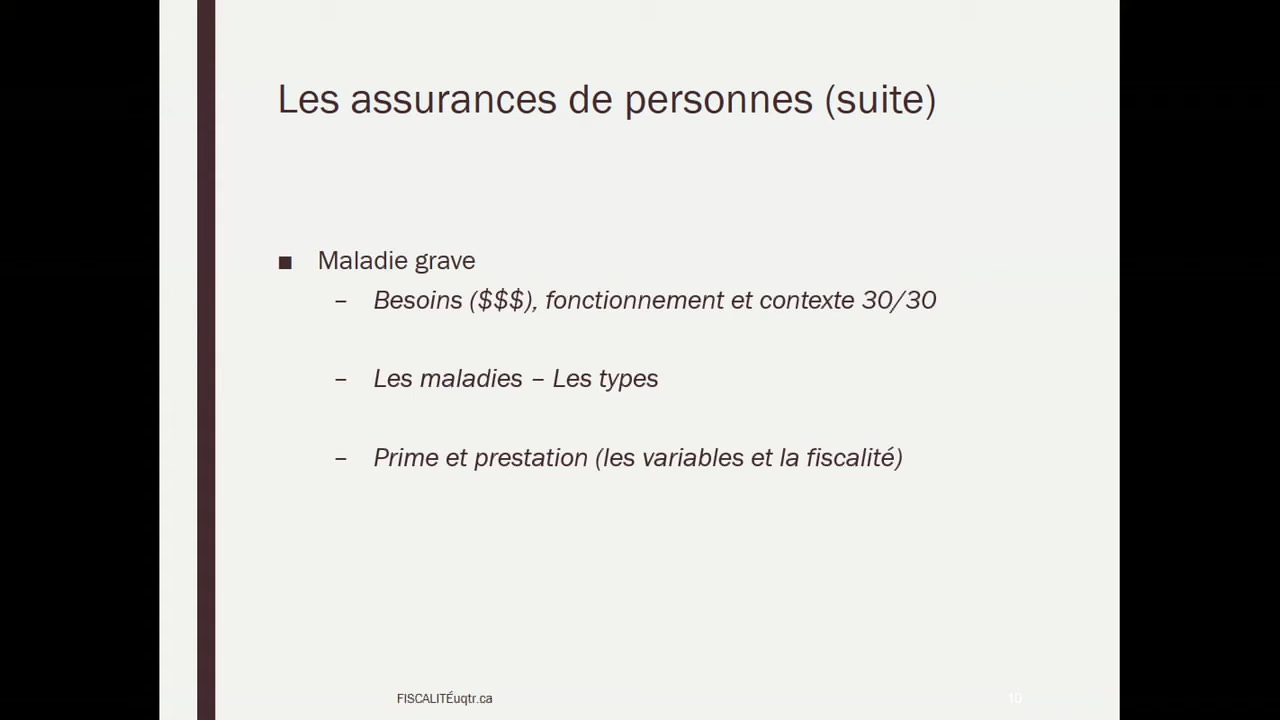 Les assurances de personnes (suite)
■ Maladie grave
– Besoins ($$$), fonctionnement et contexte 30/30
– Les maladies – Les types
– Prime et prestation (les variables et la fiscalité)
FISCALITÉuqtr.ca
10